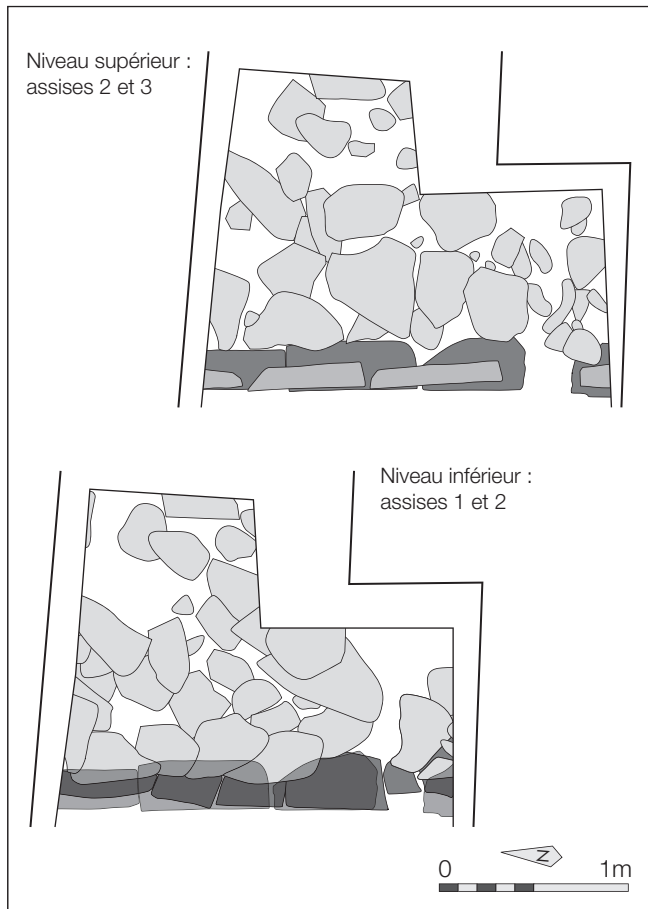 Niveau supérieur :
assises 2 et 3
Niveau inférieur :
assises 1 et 2
N
0 1m